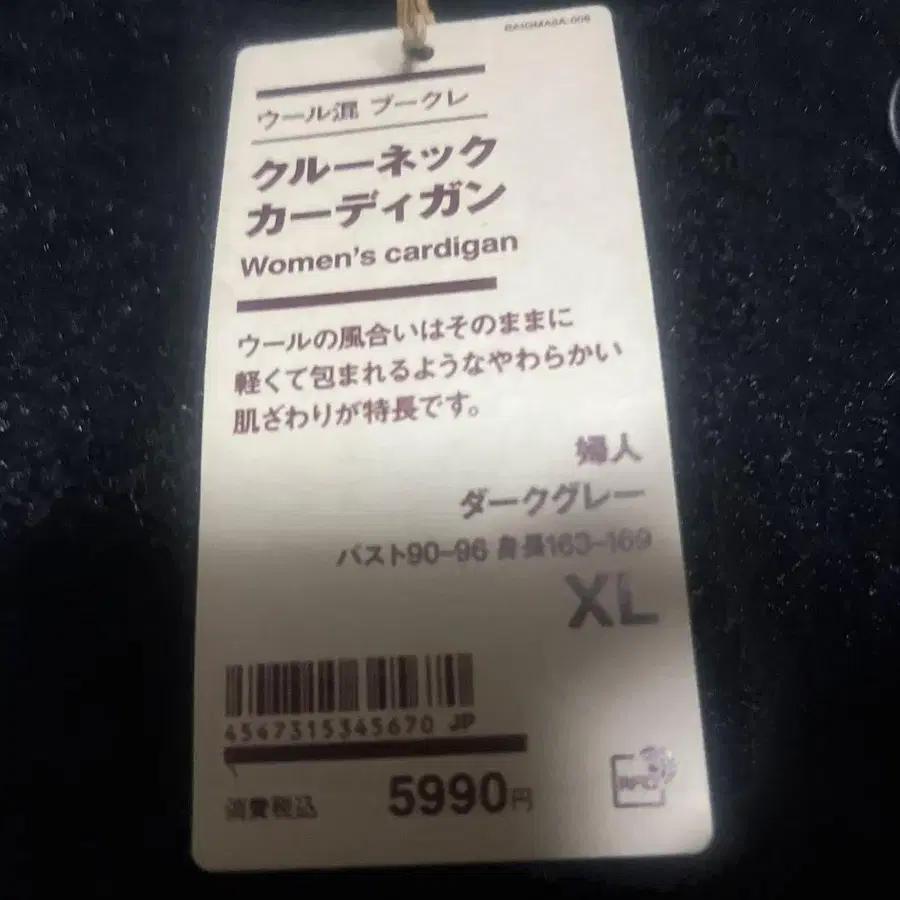 ウール混 ブークレ
クルーネック
カーディガン
Women's cardigan
ウールの風合いはそのままに
軽くて包まれるようなやわらかい
肌ざわりが特長です。
婦人
ダークグレー
バスト90-96 身長163-169
XL
4547315345670 JP
消費税込 5990円